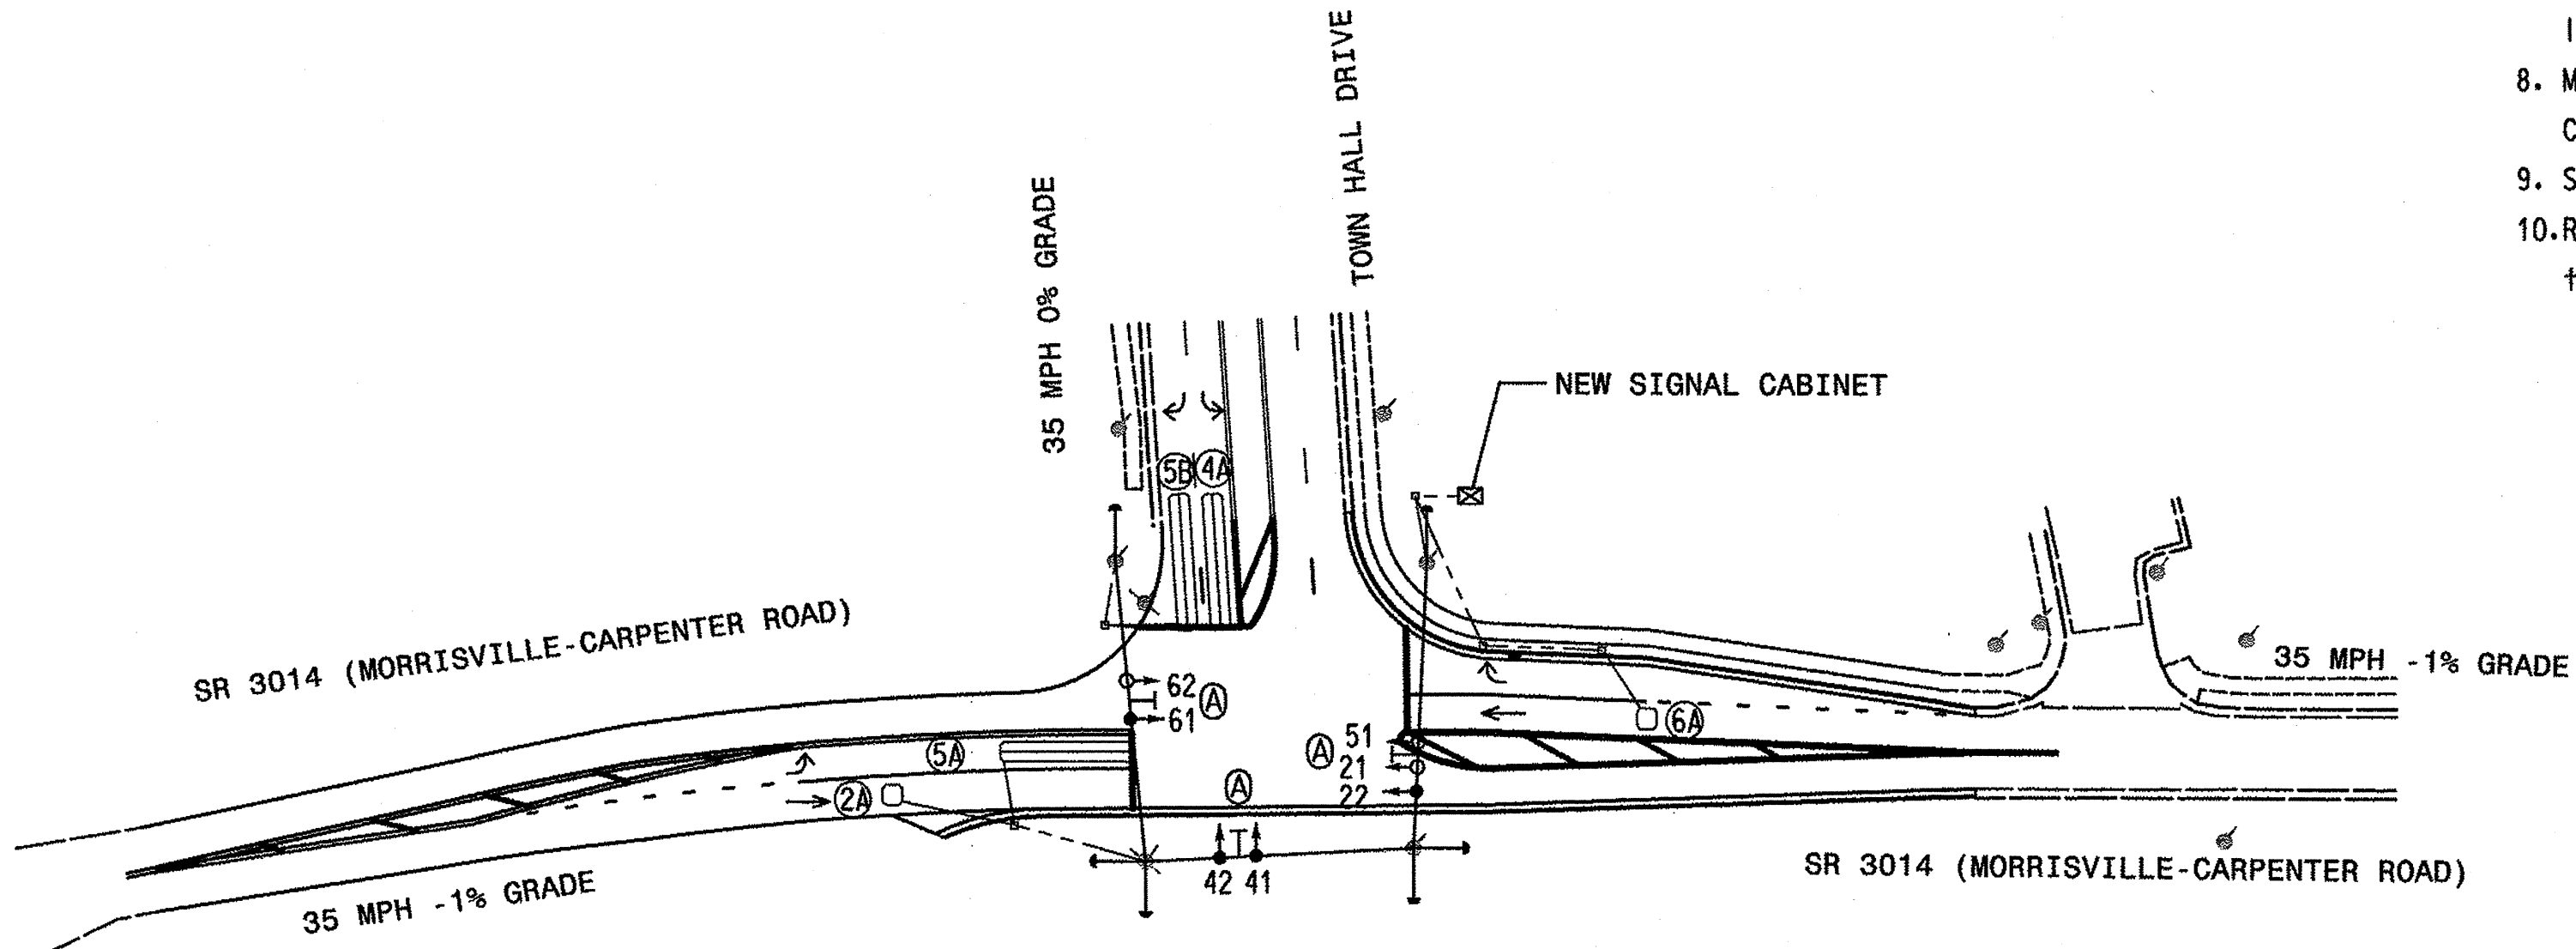 TOWN HALL DRIVE
35 MPH 0% GRADE
I
8. M
C
9. S
10.R
t
NEW SIGNAL CABINET
5B 4A
SR 3014 (MORRISVILLE-CARPENTER ROAD)
35 MPH -1% GRADE
62
A
61
6A
51
A
21
22
5A
2A
A
42 41
SR 3014 (MORRISVILLE-CARPENTER ROAD)
35 MPH -1% GRADE